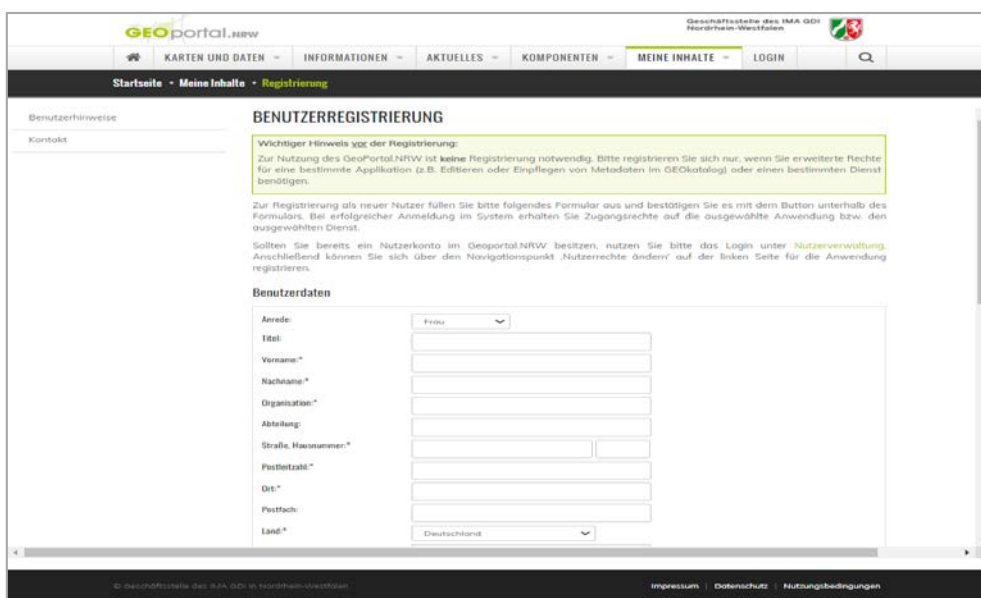 GEOportal.NRW
Geschäftsstelle des IMA GDI
Nordrhein-Westfalen
KARTEN UND DATEN
INFORMATIONEN
AKTUELLES
KOMPONENTEN
MEINE INHALTE
LOGIN
Startseite • Meine Inhalte • Registrierung
Benutzerhinweise
Kontakt
BENUTZERREGISTRIERUNG
Wichtiger Hinweis vor der Registrierung:
Zur Nutzung des GeoPortal.NRW ist keine Registrierung notwendig. Bitte registrieren Sie sich nur, wenn Sie erweiterte Rechte
für eine bestimmte Applikation (z.B. Editieren oder Einpflegen von Metadaten im GEOkatalog) oder einen bestimmten Dienst
benötigen.
Zur Registrierung als neuer Nutzer füllen Sie bitte folgendes Formular aus und bestätigen Sie es mit dem Button unterhalb des
Formulars. Bei erfolgreicher Anmeldung im System erhalten Sie Zugangsrechte auf die ausgewählte Anwendung bzw. den
ausgewählten Dienst.
Sollten Sie bereits ein Nutzerkonto im Geoportal.NRW besitzen, nutzen Sie bitte das Login unter Nutzerverwaltung.
Anschließend können Sie sich über den Navigationspunkt ‚Nutzerrechte ändern' auf der linken Seite für die Anwendung
registrieren.
Benutzerdaten
Anrede:
Frau
Titel:
Vorname:*
Nachname:*
Organisation:*
Abteilung:
Straße, Hausnummer:*
Postleitzahl:*
Ort:*
Postfach:
Land:*
Deutschland
© Geschäftsstelle des IMA GDI in Nordrhein-Westfalen
Impressum | Datenschutz | Nutzungsbedingungen